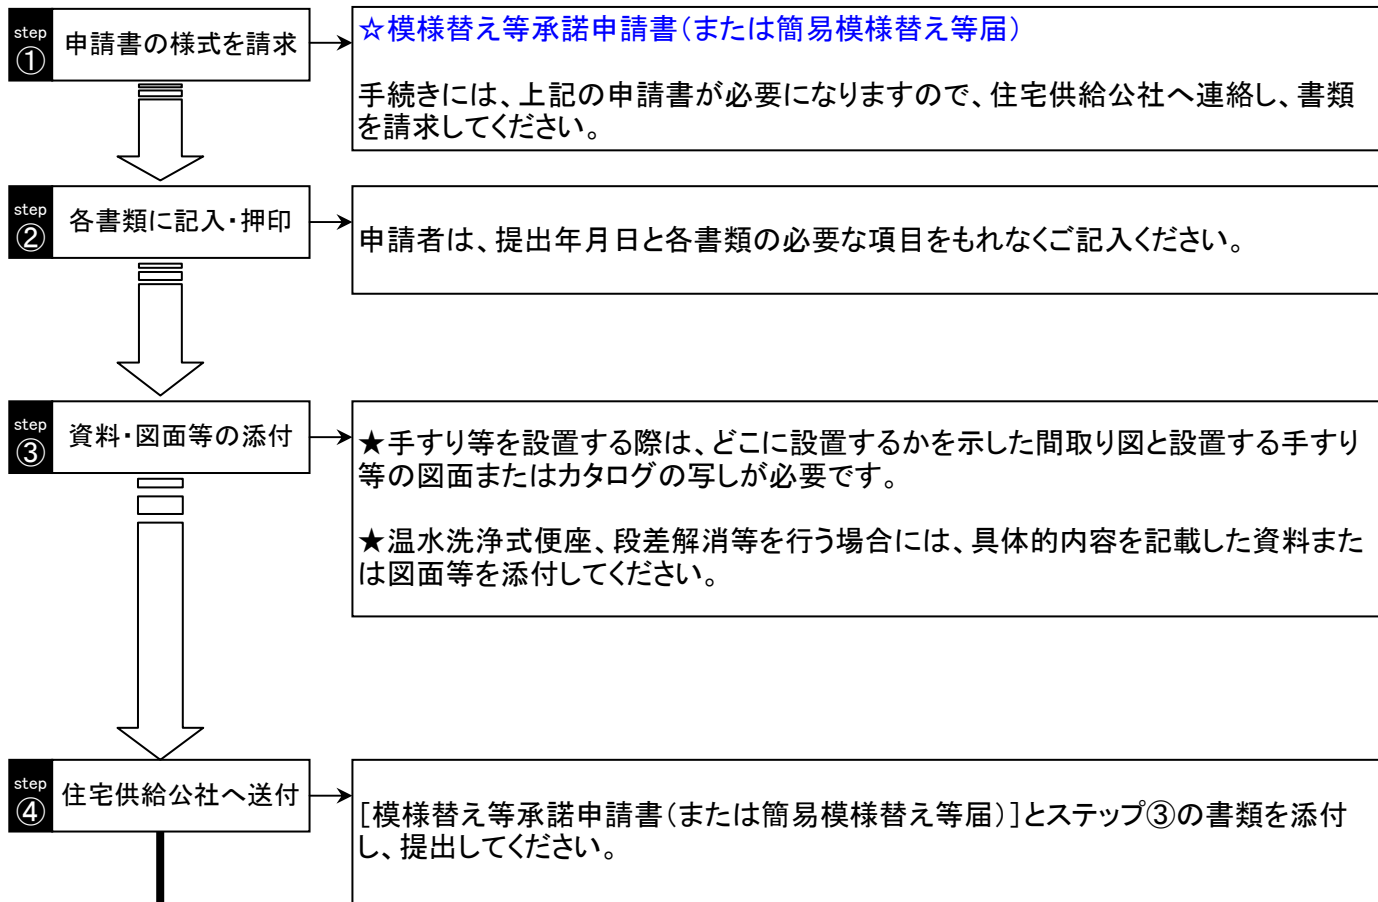 step
①
申請書の様式を請求
☆模様替え等承諾申請書（または簡易模様替え等届）
手続きには、上記の申請書が必要になりますので、住宅供給公社へ連絡し、書類
を請求してください。
step
②
各書類に記入・押印
申請者は、提出年月日と各書類の必要な項目をもれなくご記入ください。
step
③
資料・図面等の添付
★手すり等を設置する際は、どこに設置するかを示した間取り図と設置する手すり
等の図面またはカタログの写しが必要です。
★温水洗浄式便座、段差解消等を行う場合には、具体的内容を記載した資料また
は図面等を添付してください。
step
④
住宅供給公社へ送付
[模様替え等承諾申請書（または簡易模様替え等届）]とステップ③の書類を添付
し、提出してください。